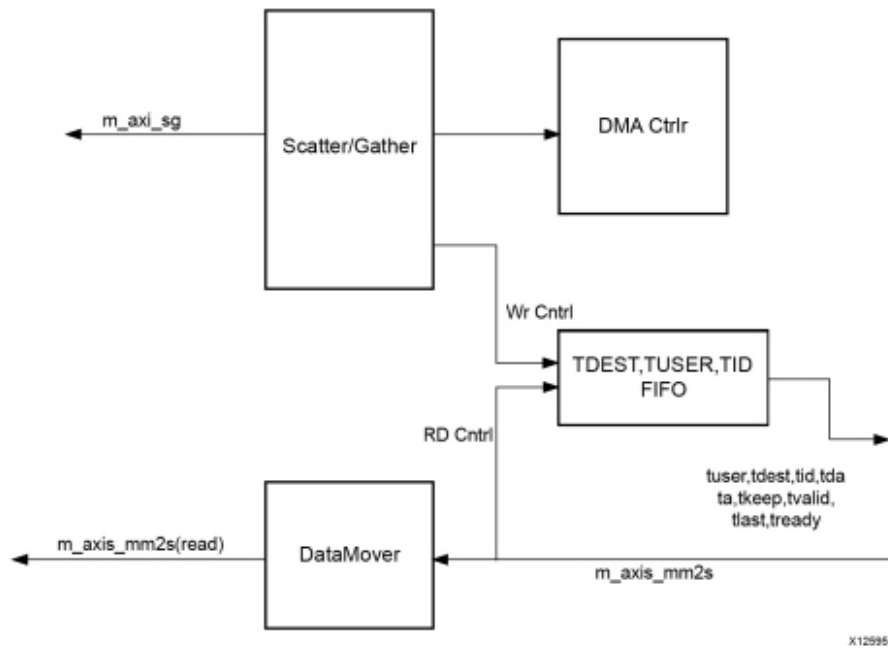 m_axi_sg
Scatter/Gather
DMA Ctrlr
Wr Cntrl
TDEST,TUSER,TID
FIFO
RD Cntrl
tuser,tdest,tid,tda
ta,tkeep,tvalid,
tlast,tready
m_axis_mm2s(read)
DataMover
m_axis_mm2s
X12595